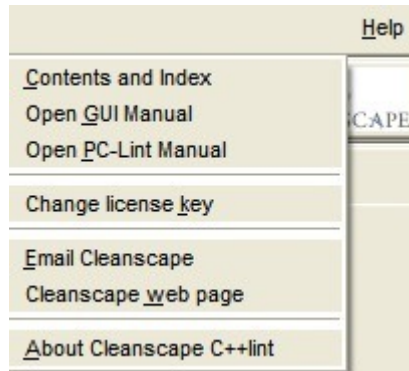 Help
Contents and Index
Open GUI Manual
CAPE
Open PC-Lint Manual
Change license key
Email Cleanscape
Cleanscape web page
About Cleanscape C++lint